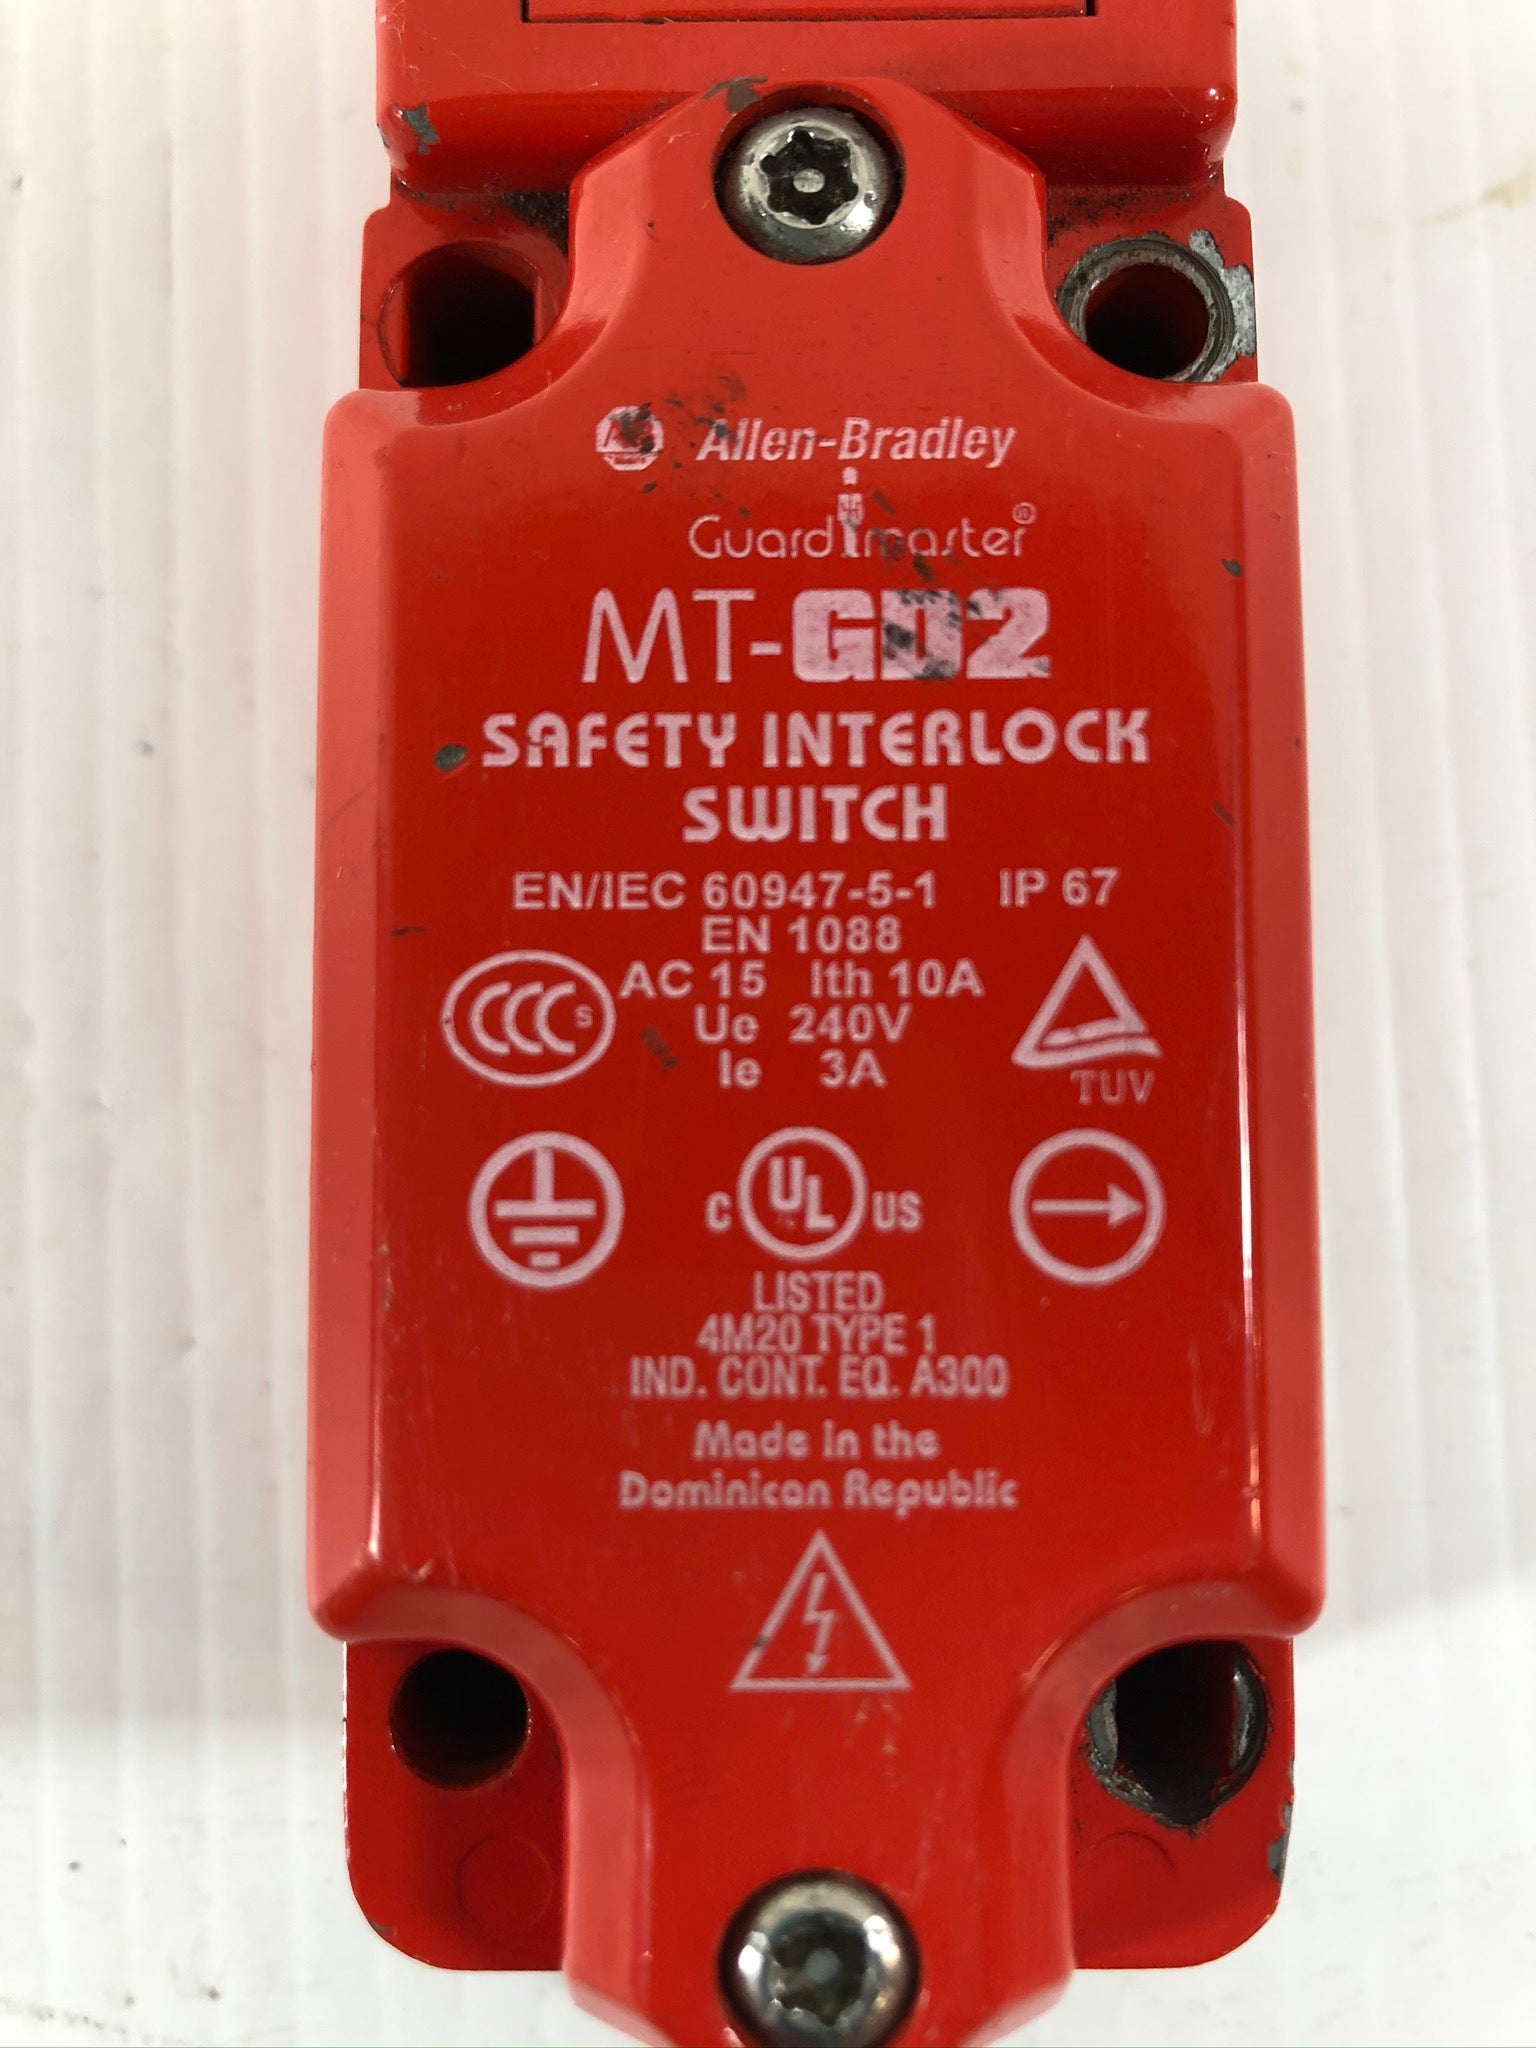 Allen-Bradley
Guardmaster®
MT-GD2
SAFETY INTERLOCK
SWITCH
EN/IEC 60947-5-1 IP 67
EN 1088
CCC S AC 15 Ith 10A
Ue 240V
Ie 3A
TUV
C UL US
LISTED
4M20 TYPE 1
IND. CONT. EQ. A300
Made in the
Dominican Republic